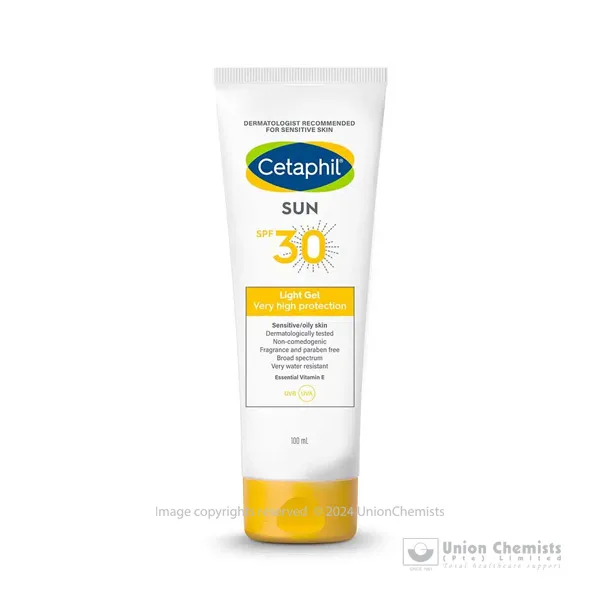 DERMATOLOGIST RECOMMENDED
FOR SENSITIVE SKIN
Cetaphil®
SUN
SPF 30
Light Gel
Very high protection
Sensitive/oily skin
Dermatologically tested
Non-comedogenic
Fragrance and paraben free
Broad spectrum
Very water resistant
Essential Vitamin E
UVB UVA
100 mL
Image copyright reserved © 2024 UnionChemists
Union Chemists
(Pte) Limited
Total healthcare support